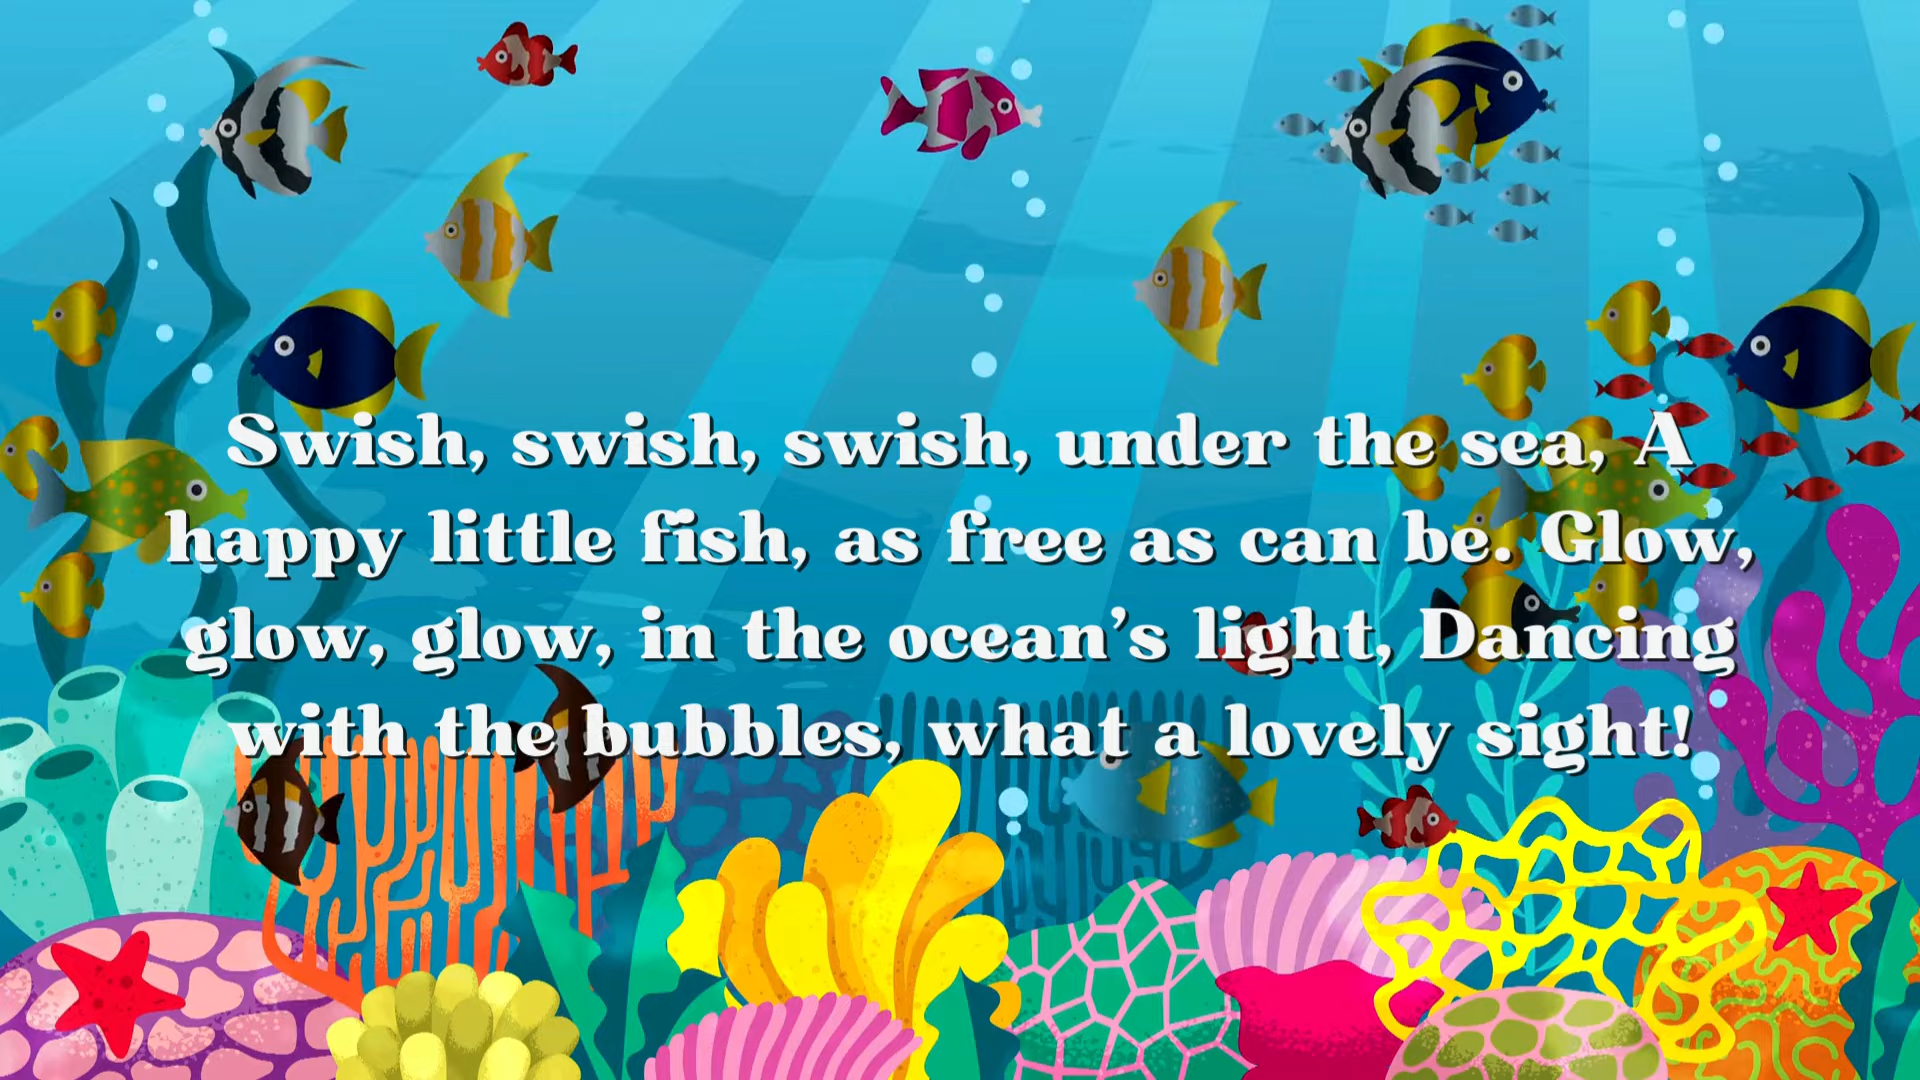 Swish, swish, swish, under the sea, A
happy little fish, as free as can be. Glow,
glow, glow, in the ocean’s light, Dancing
with the bubbles, what a lovely sight!